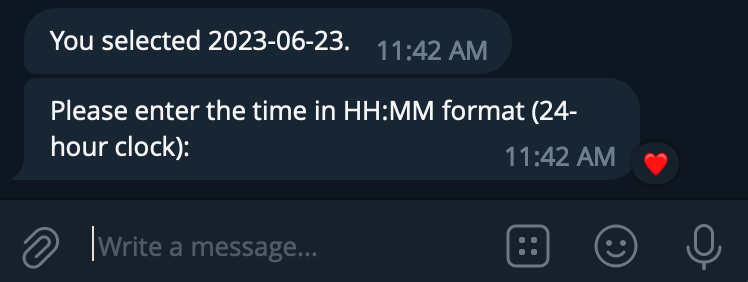 You selected 2023-06-23. 11:42 AM
Please enter the time in HH:MM format (24-
hour clock): 11:42 AM
Write a message...